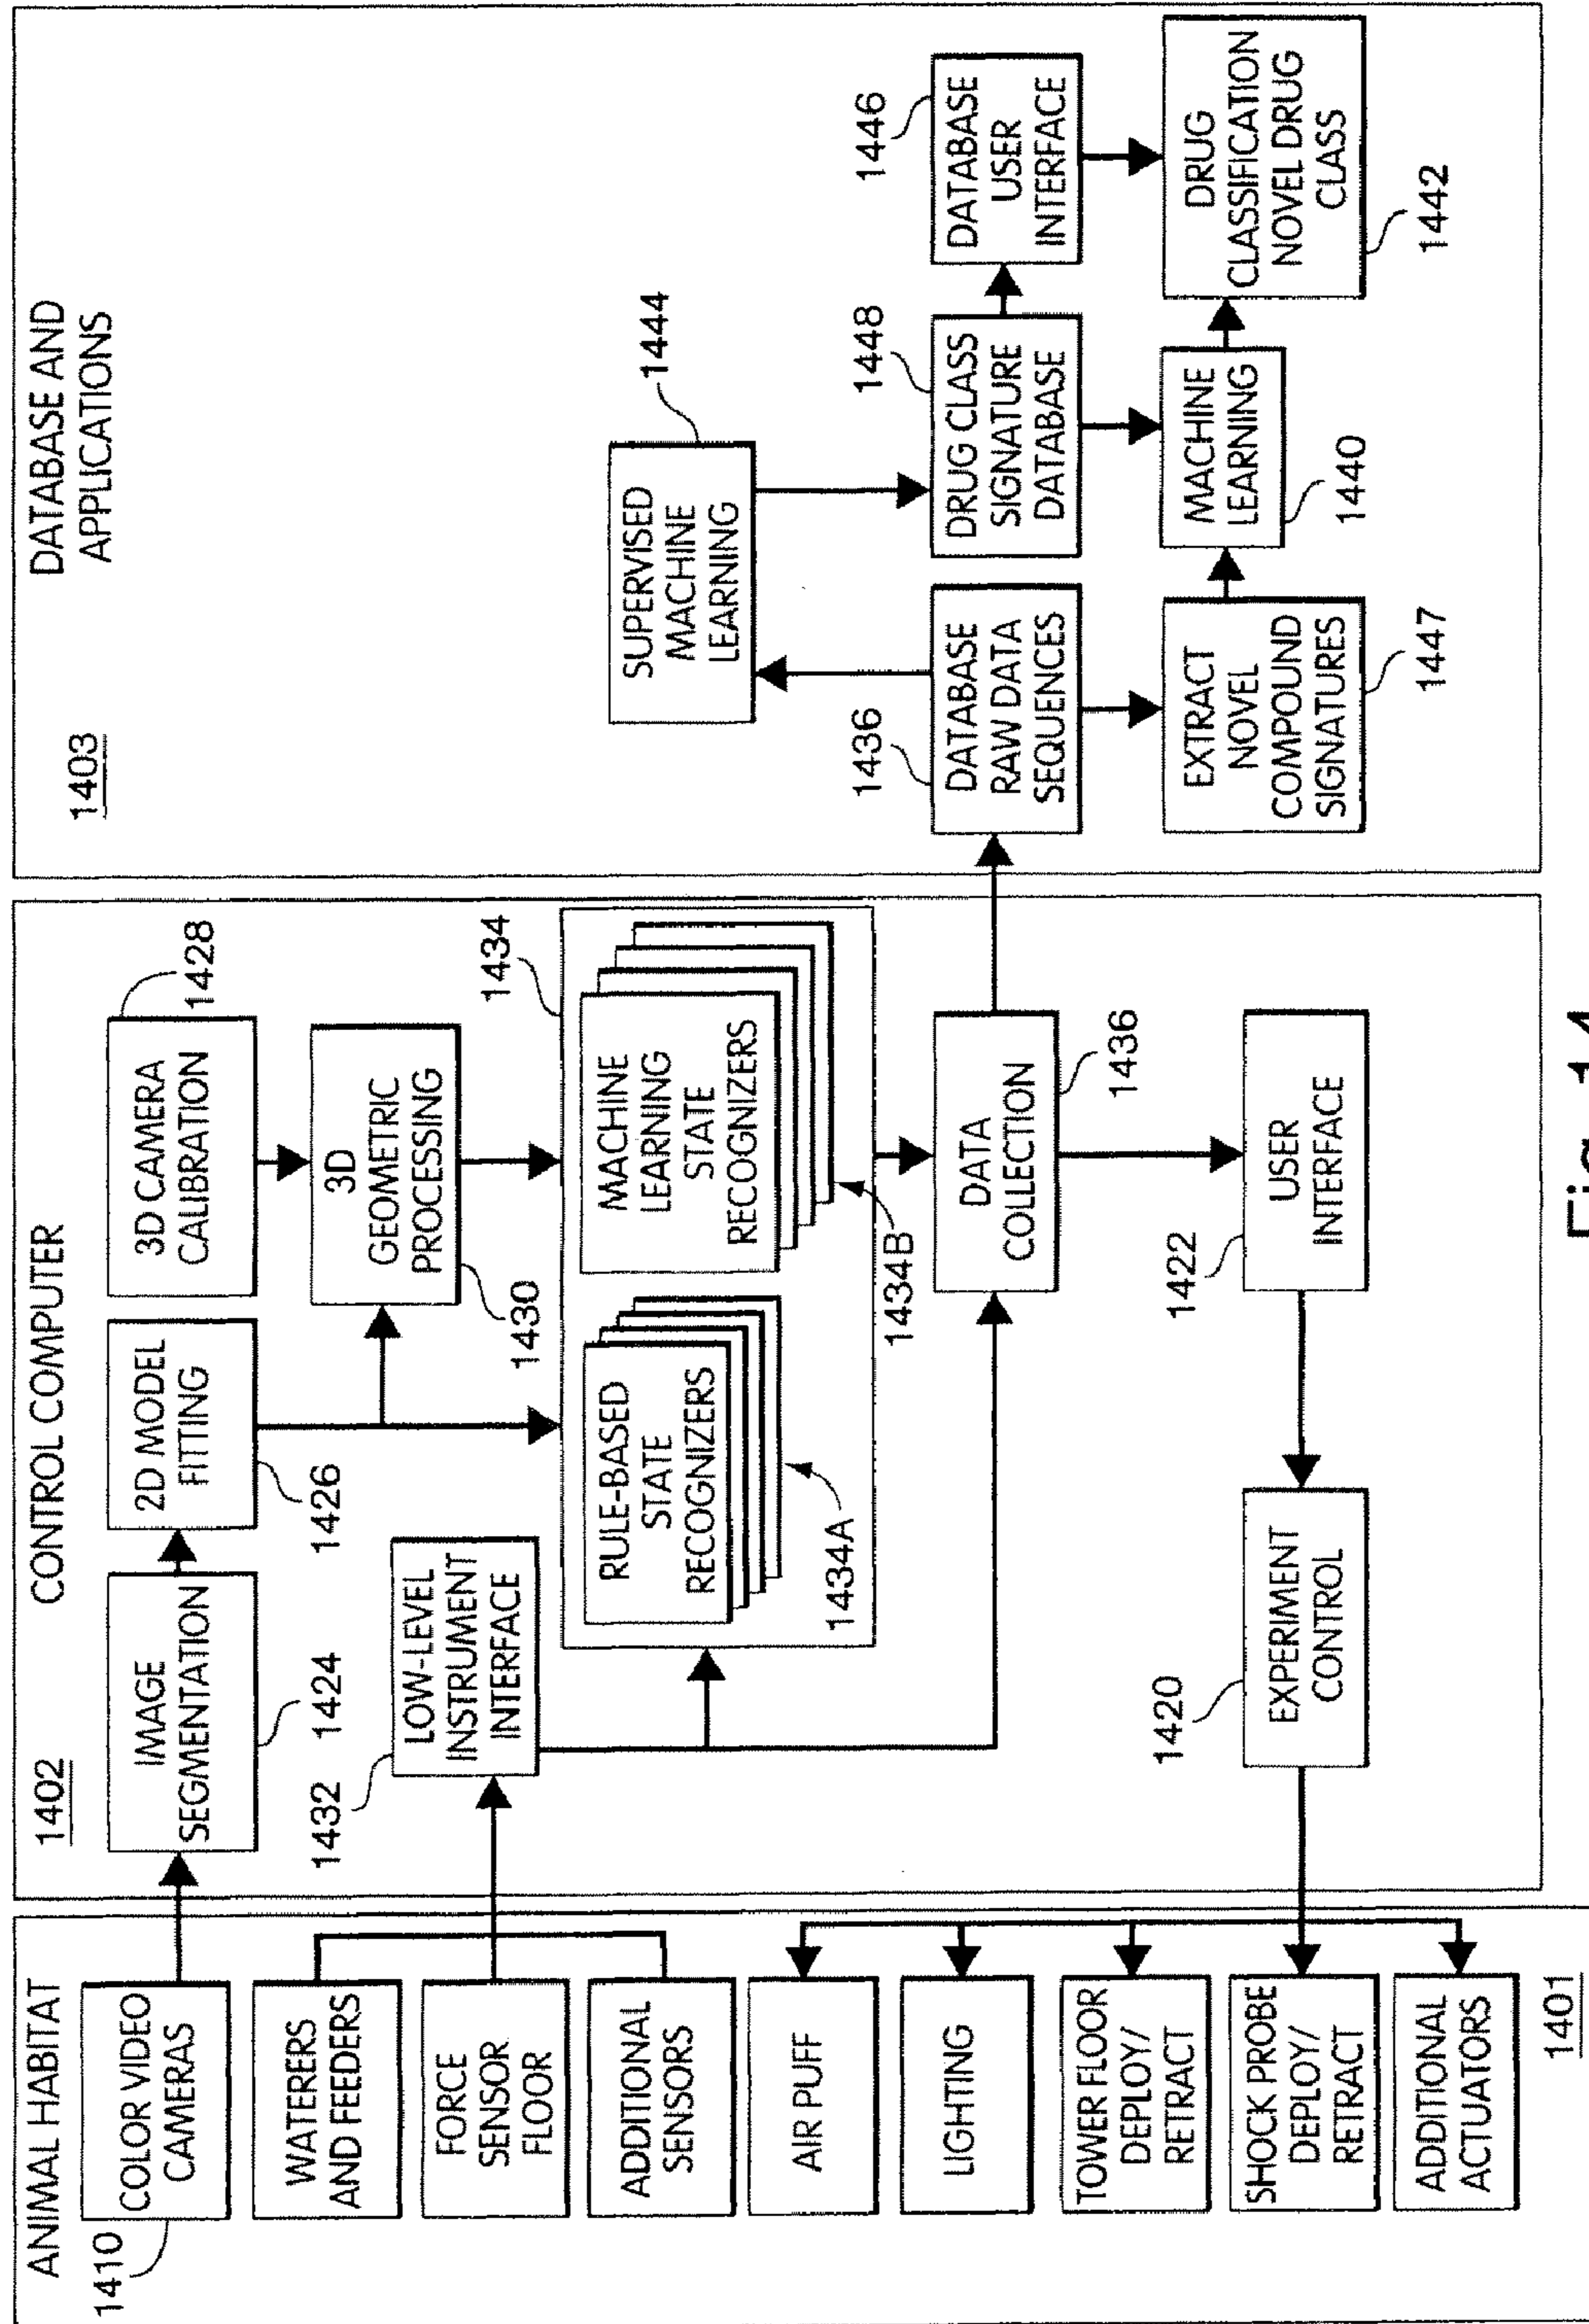 ANIMAL HABITAT
1410
COLOR VIDEO
CAMERAS
WATERERS
AND FEEDERS
FORCE
SENSOR
FLOOR
ADDITIONAL
SENSORS
AIR PUFF
LIGHTING
TOWER FLOOR
DEPLOY/
RETRACT
SHOCK PROBE
DEPLOY/
RETRACT
ADDITIONAL
ACTUATORS
1401
1402
CONTROL COMPUTER
IMAGE
SEGMENTATION
1424
2D MODEL
FITTING
1426
3D CAMERA
CALIBRATION
1428
3D
GEOMETRIC
PROCESSING
1430
1432
LOW-LEVEL
INSTRUMENT
INTERFACE
1434
RULE-BASED
STATE
RECOGNIZERS
1434A
MACHINE
LEARNING
STATE
RECOGNIZERS
1434B
DATA
COLLECTION
1436
1420
EXPERIMENT
CONTROL
1422
USER
INTERFACE
1403
DATABASE AND
APPLICATIONS
SUPERVISED
MACHINE
LEARNING
1444
1436
DATABASE
RAW DATA
SEQUENCES
1448
DRUG CLASS
SIGNATURE
DATABASE
1446
DATABASE
USER
INTERFACE
EXTRACT
NOVEL
COMPOUND
SIGNATURES
1447
MACHINE
LEARNING
1440
DRUG
CLASSIFICATION
NOVEL DRUG
CLASS
1442
Fig. 14